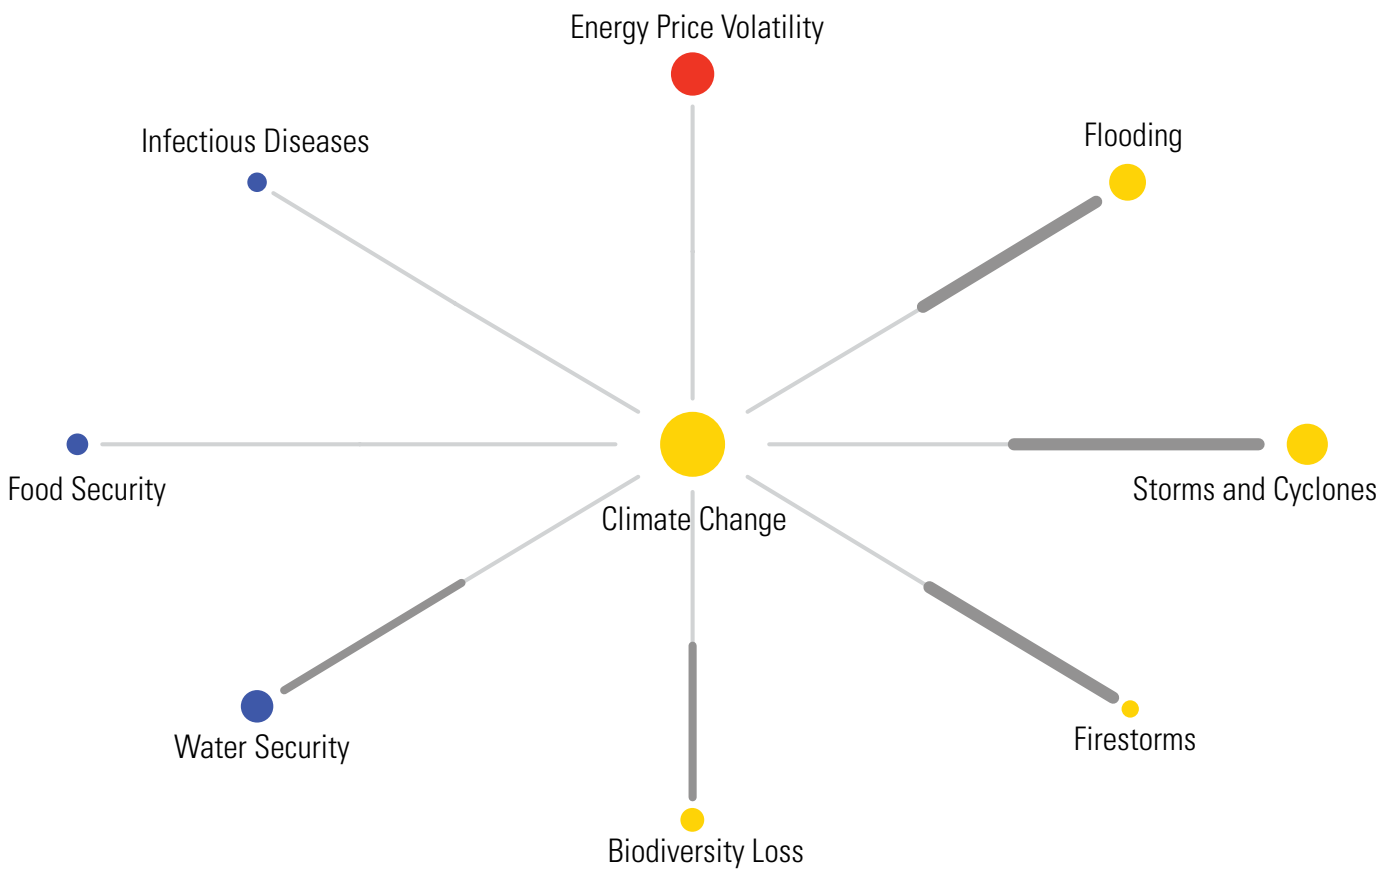 Energy Price Volatility
Flooding
Infectious Diseases
Food Security
Storms and Cyclones
Climate Change
Water Security
Firestorms
Biodiversity Loss